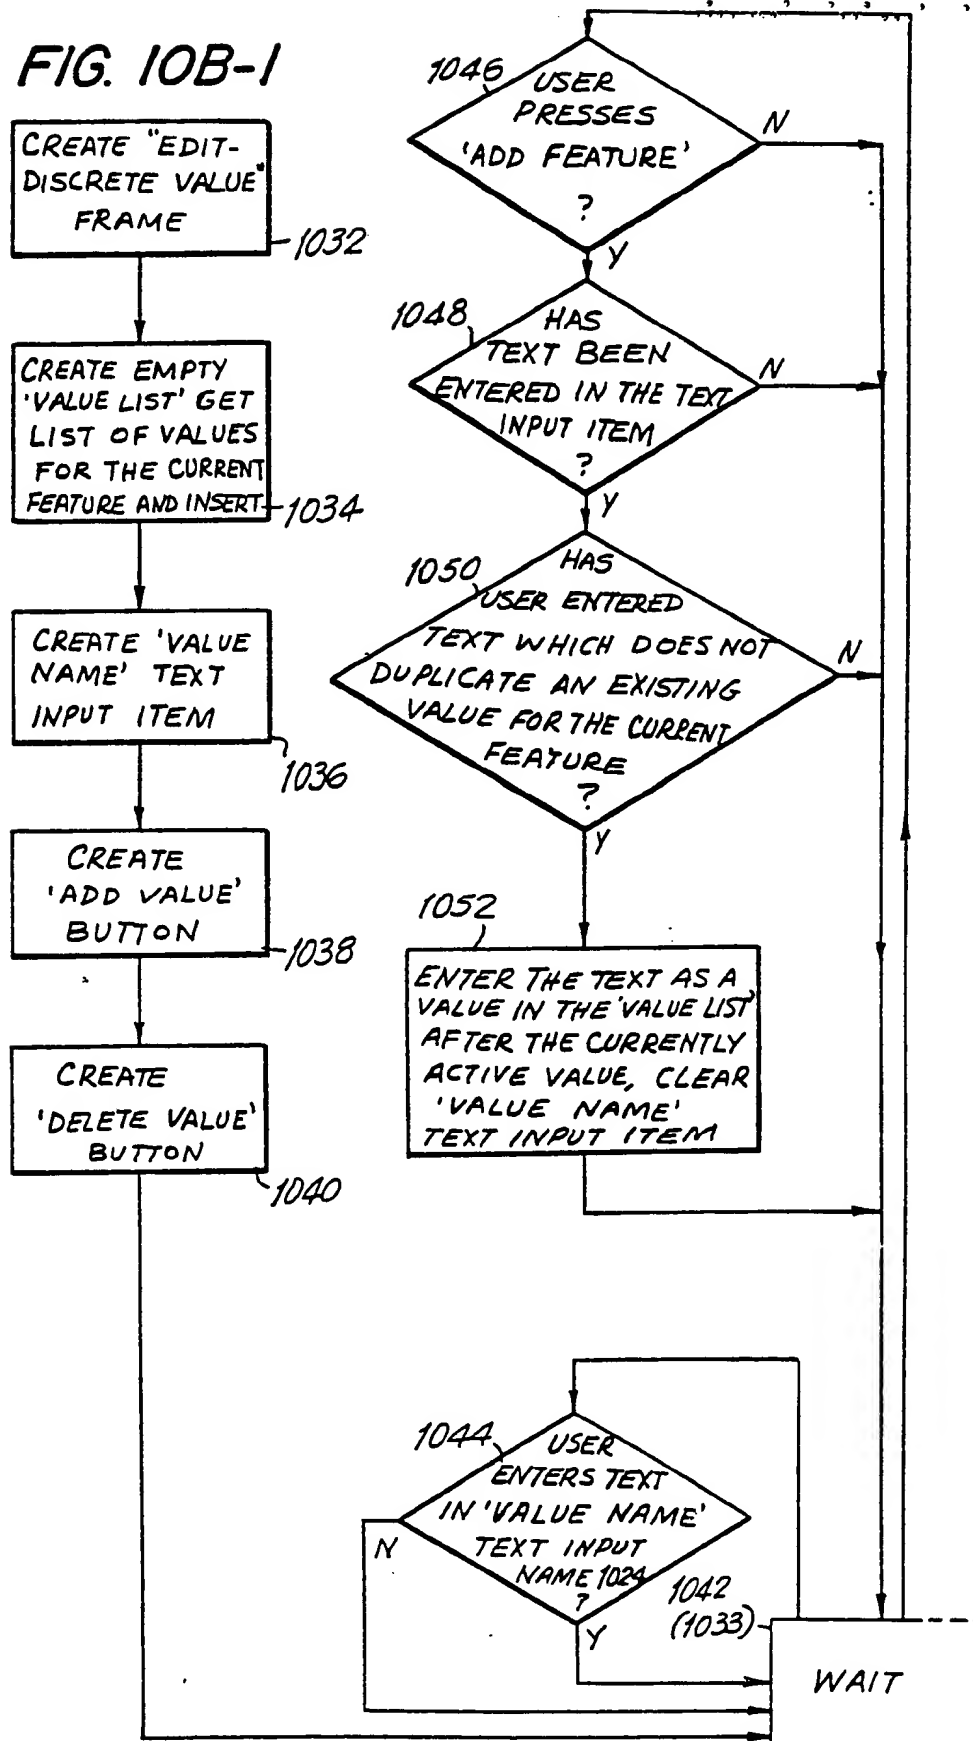 FIG. 10B-1
CREATE "EDIT-
DISCRETE VALUE"
FRAME
1032
CREATE EMPTY
'VALUE LIST' GET
LIST OF VALUES
FOR THE CURRENT
FEATURE AND INSERT
1034
CREATE 'VALUE
NAME' TEXT
INPUT ITEM
1036
CREATE
'ADD VALUE'
BUTTON
1038
CREATE
'DELETE VALUE'
BUTTON
1040
1046
USER
PRESSES
'ADD FEATURE'
?
N
Y
1048
HAS
TEXT BEEN
ENTERED IN THE TEXT
INPUT ITEM
?
N
Y
1050
HAS
USER ENTERED
TEXT WHICH DOES NOT
DUPLICATE AN EXISTING
VALUE FOR THE CURRENT
FEATURE
?
N
Y
1052
ENTER THE TEXT AS A
VALUE IN THE 'VALUE LIST'
AFTER THE CURRENTLY
ACTIVE VALUE, CLEAR
'VALUE NAME'
TEXT INPUT ITEM
1044
USER
ENTERS TEXT
IN 'VALUE NAME'
TEXT INPUT
NAME 1024
?
N
Y
1042
(1033)
WAIT